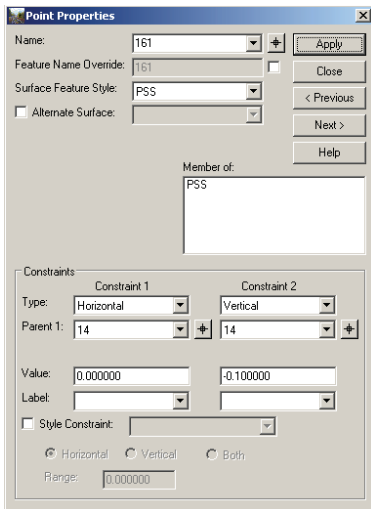 Point Properties
Name: 161 Apply
Feature Name Override: 161 Close
Surface Feature Style: PSS < Previous
Alternate Surface: Next >
Help
Member of:
PSS
Constraints
Constraint 1 Constraint 2
Type: Horizontal Vertical
Parent 1: 14 14
Value: 0.000000 -0.100000
Label:
Style Constraint:
Horizontal Vertical Both
Range: 0.000000